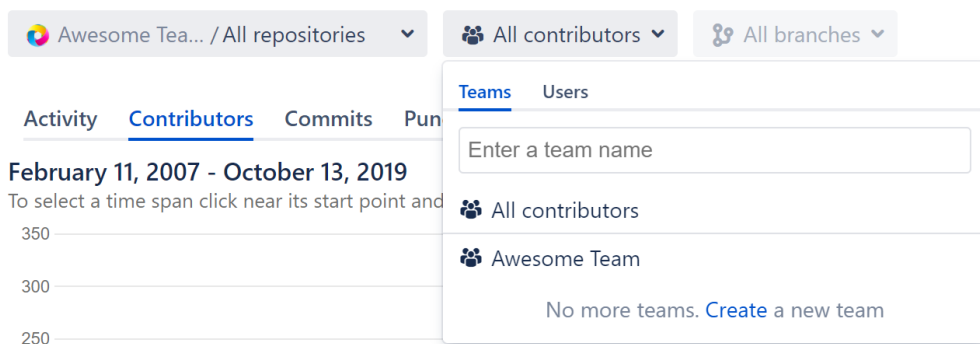 Awesome Tea... / All repositories
All contributors
All branches
Teams Users
Activity Contributors Commits Pun
Enter a team name
February 11, 2007 - October 13, 2019
To select a time span click near its start point and
All contributors
350
Awesome Team
300
No more teams. Create a new team
250